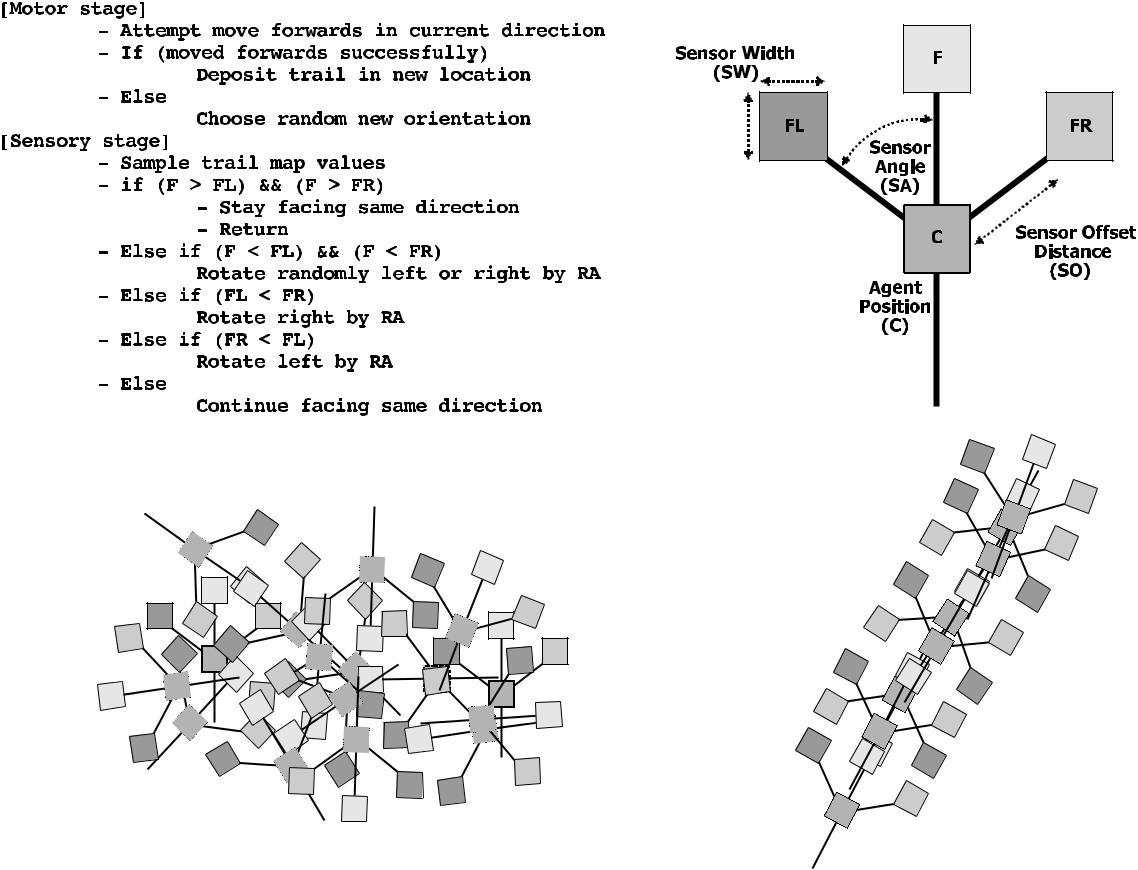 [Motor stage]
- Attempt move forwards in current direction
- If (moved forwards successfully)
Deposit trail in new location
- Else
Choose random new orientation
[Sensory stage]
- Sample trail map values
- if (F > FL) && (F > FR)
- Stay facing same direction
- Return
- Else if (F < FL) && (F < FR)
Rotate randomly left or right by RA
- Else if (FL < FR)
Rotate right by RA
- Else if (FR < FL)
Rotate left by RA
- Else
Continue facing same direction
Sensor Width
(SW)
F
FL
FR
Sensor
Angle
(SA)
C
Sensor Offset
Distance
(SO)
Agent
Position
(C)